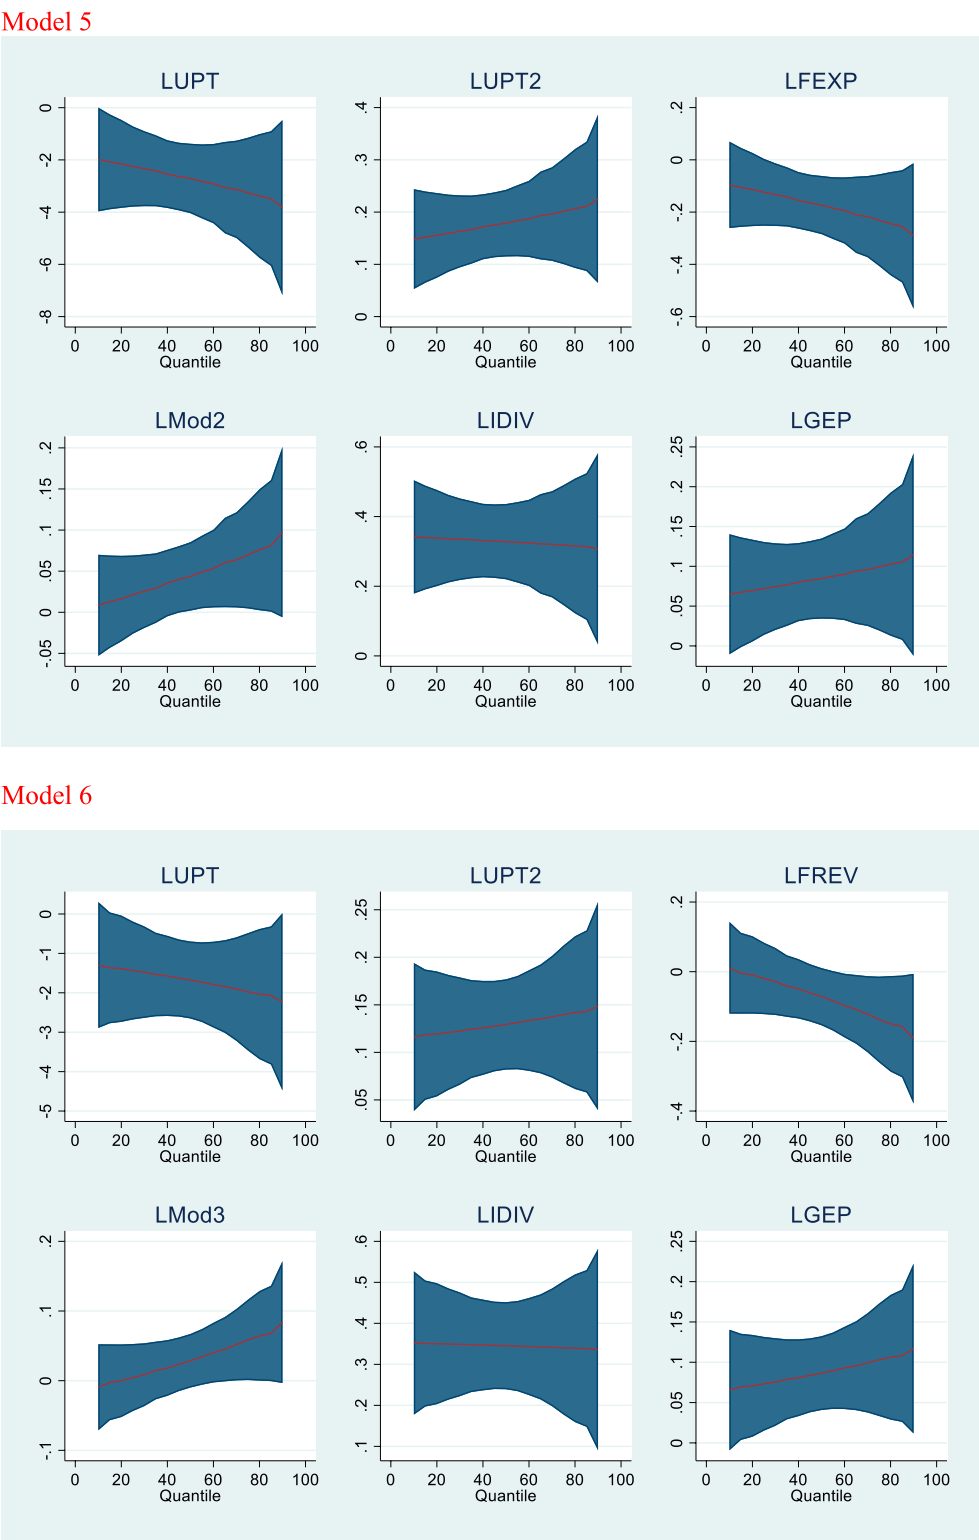 Model 5
LUPT LUPT2 LFEXP
0 -2 -4 -6 -8
0 20 40 60 80 100
Quantile
.4 .3 .2 .1 0
0 20 40 60 80 100
Quantile
.2 0 -.2 -.4 -.6
0 20 40 60 80 100
Quantile
LMod2 LIDIV LGEP
.2 .15 .1 .05 0 -.05
0 20 40 60 80 100
Quantile
.6 .4 .2 0
0 20 40 60 80 100
Quantile
.25 .2 .15 .1 .05 0
0 20 40 60 80 100
Quantile
Model 6
LUPT LUPT2 LFREV
0 -1 -2 -3 -4 -5
0 20 40 60 80 100
Quantile
.25 .2 .15 .1 .05
0 20 40 60 80 100
Quantile
.2 0 -.2 -.4
0 20 40 60 80 100
Quantile
LMod3 LIDIV LGEP
.2 .1 0 -.1
0 20 40 60 80 100
Quantile
.6 .5 .4 .3 .2 .1
0 20 40 60 80 100
Quantile
.25 .2 .15 .1 .05 0
0 20 40 60 80 100
Quantile